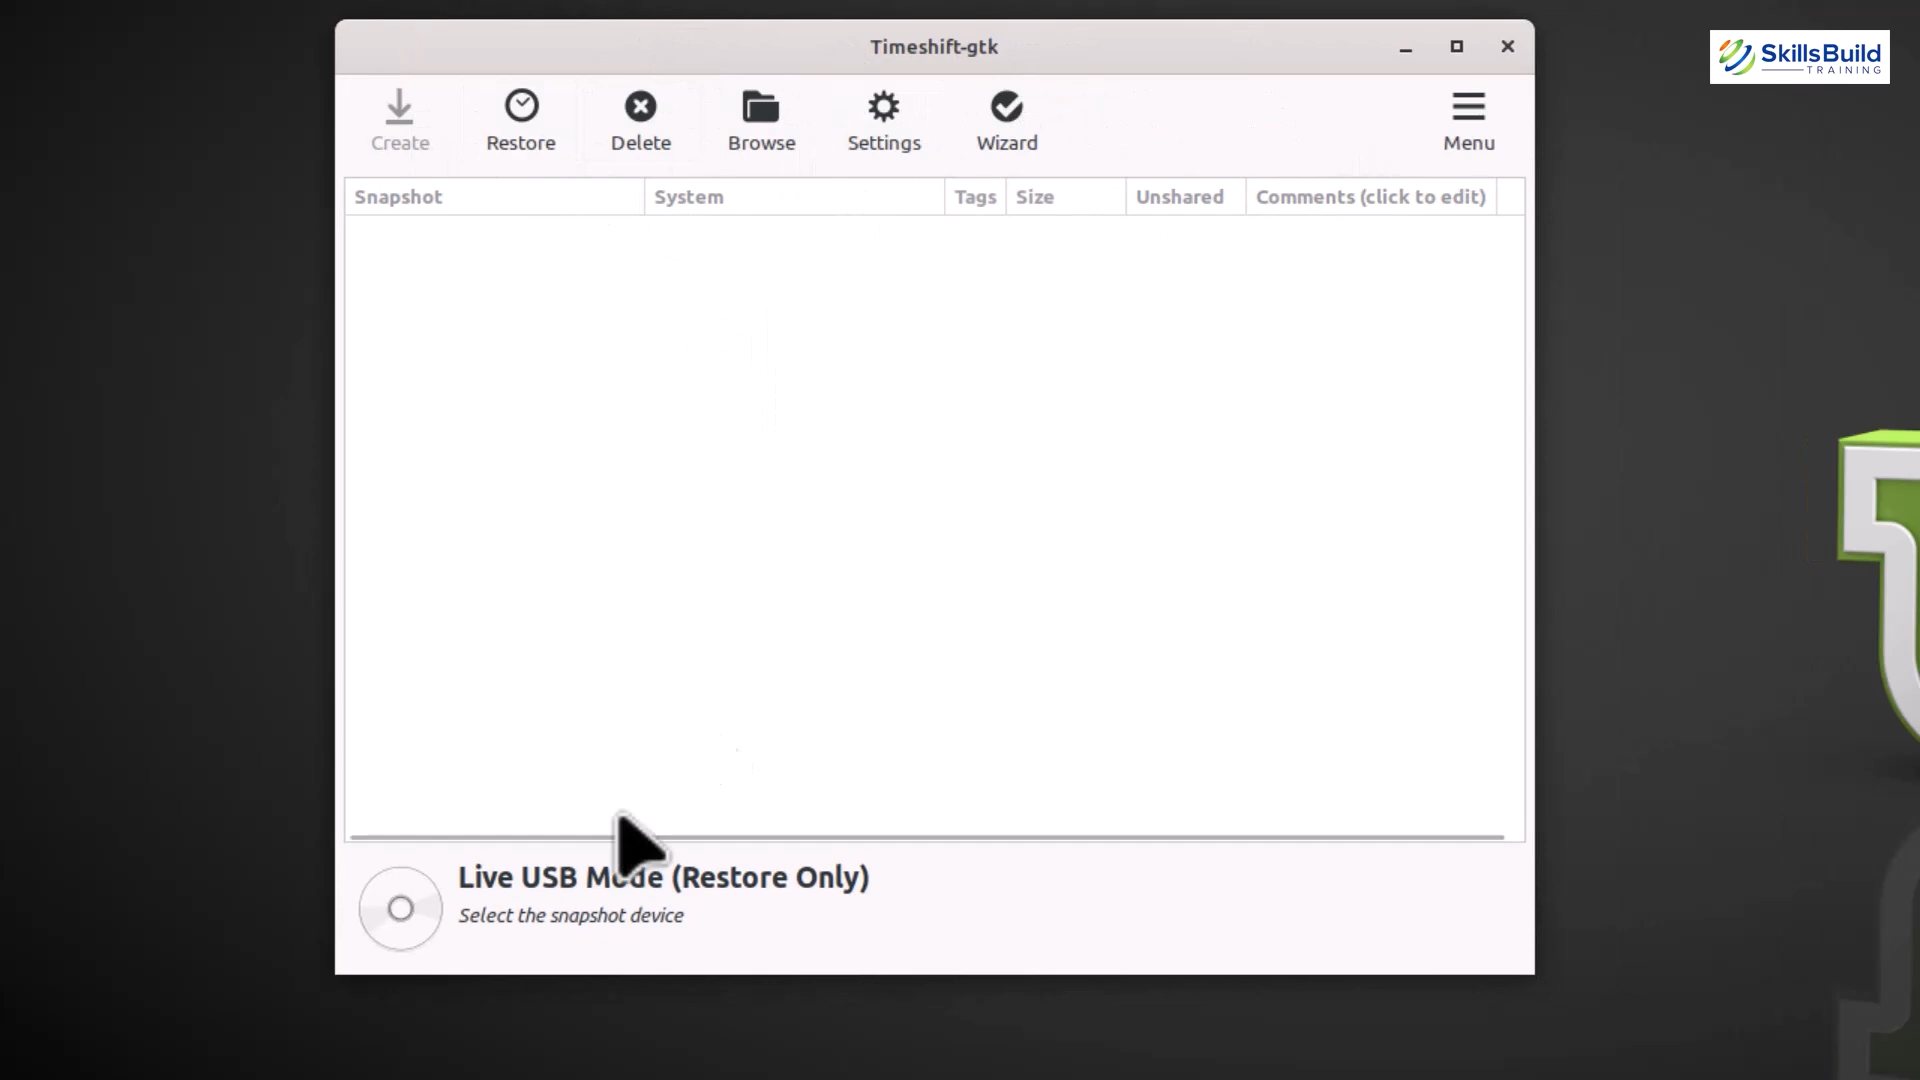 Timeshift-gtk
SkillsBuild
TRAINING
Create Restore Delete Browse Settings Wizard Menu
Snapshot System Tags Size Unshared Comments (click to edit)
Live USB Mode (Restore Only)
Select the snapshot device